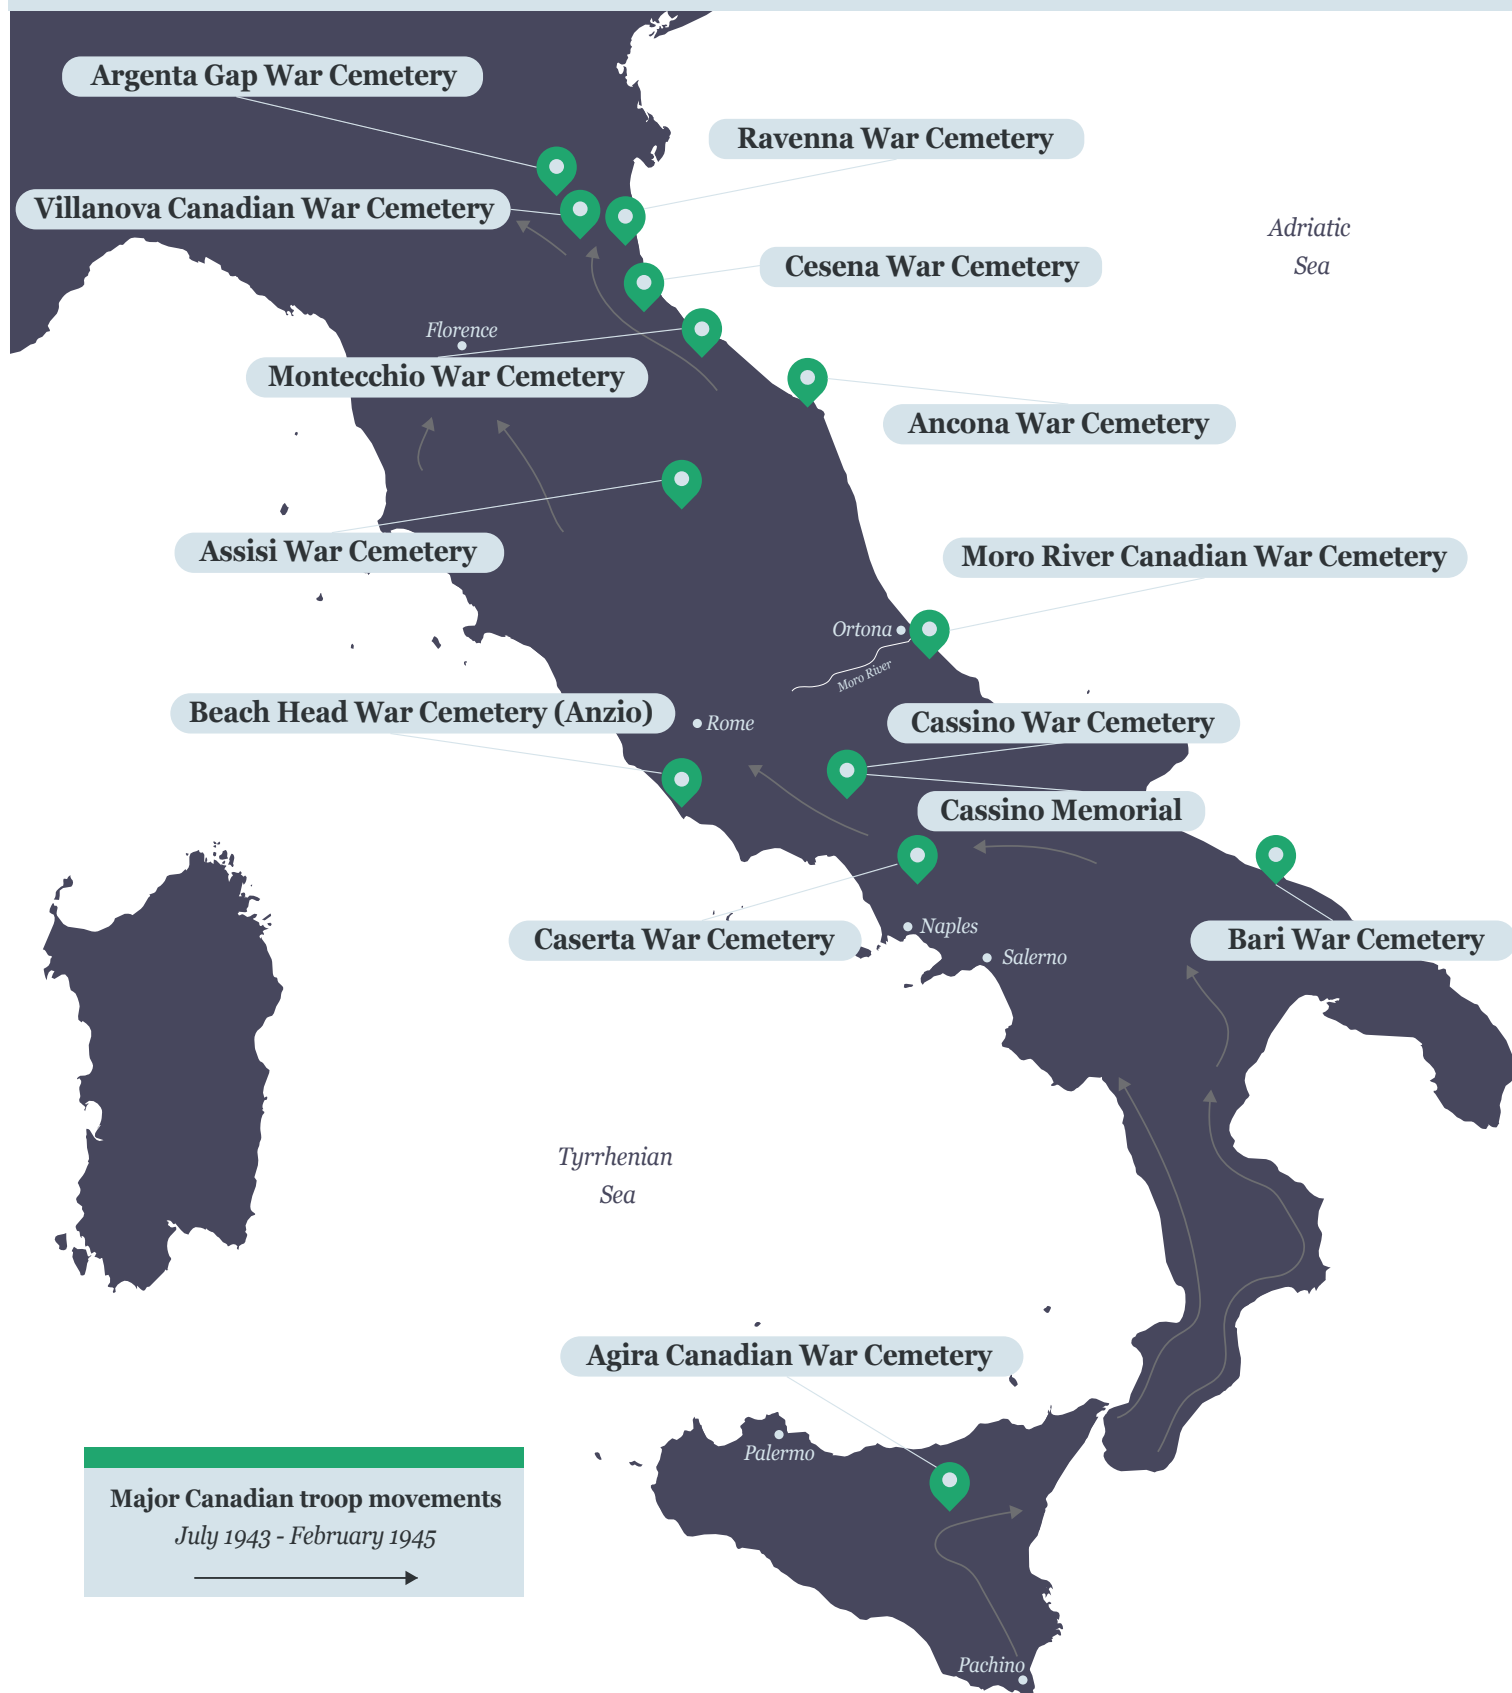 Argenta Gap War Cemetery
Ravenna War Cemetery
Villanova Canadian War Cemetery
Adriatic
Sea
Cesena War Cemetery
Florence
Montecchio War Cemetery
Ancona War Cemetery
Assisi War Cemetery
Moro River Canadian War Cemetery
Ortona
Moro River
Beach Head War Cemetery (Anzio)
Rome
Cassino War Cemetery
Cassino Memorial
Caserta War Cemetery
Naples
Bari War Cemetery
Salerno
Tyrrhenian
Sea
Agira Canadian War Cemetery
Palermo
Major Canadian troop movements
July 1943 - February 1945
Pachino